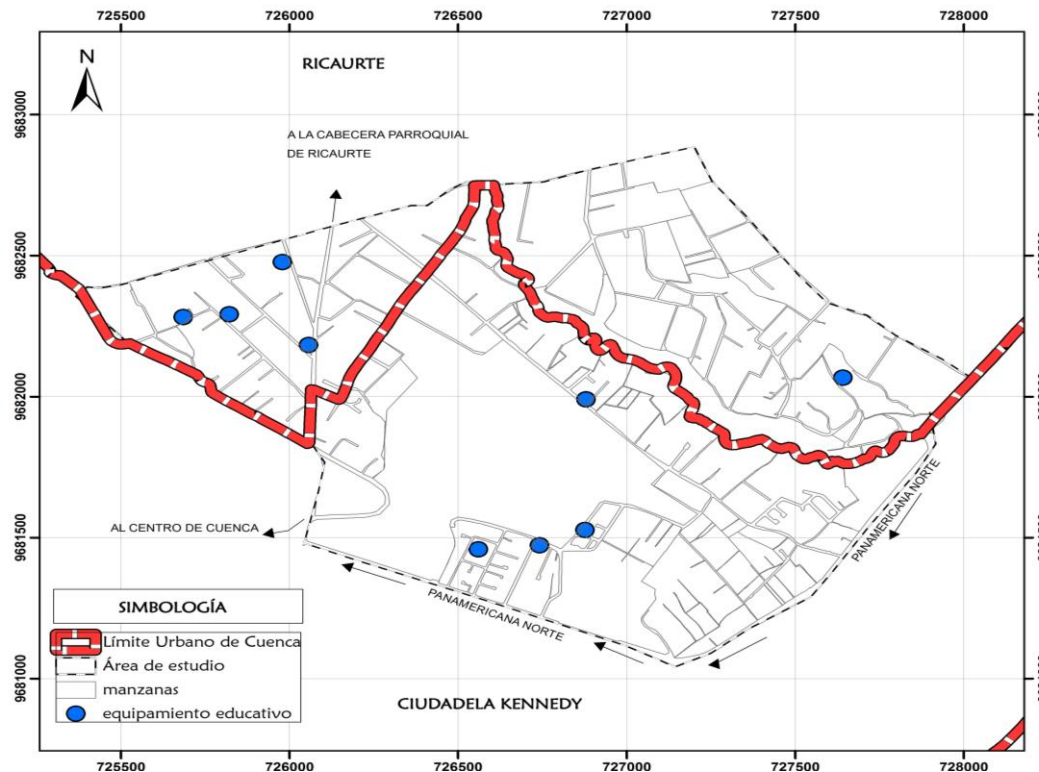 725500 726000 726500 727000 727500 728000
N
RICAURTE
9683000
A LA CABECERA PARROQUIAL
DE RICAURTE
9682500
9682000
9681500
AL CENTRO DE CUENCA
PANAMERICANA NORTE
PANAMERICANA NORTE
SIMBOLOGÍA
Límite Urbano de Cuenca
Área de estudio
manzanas
equipamiento educativo
9681000
CIUDADELA KENNEDY
725500 726000 726500 727000 727500 728000